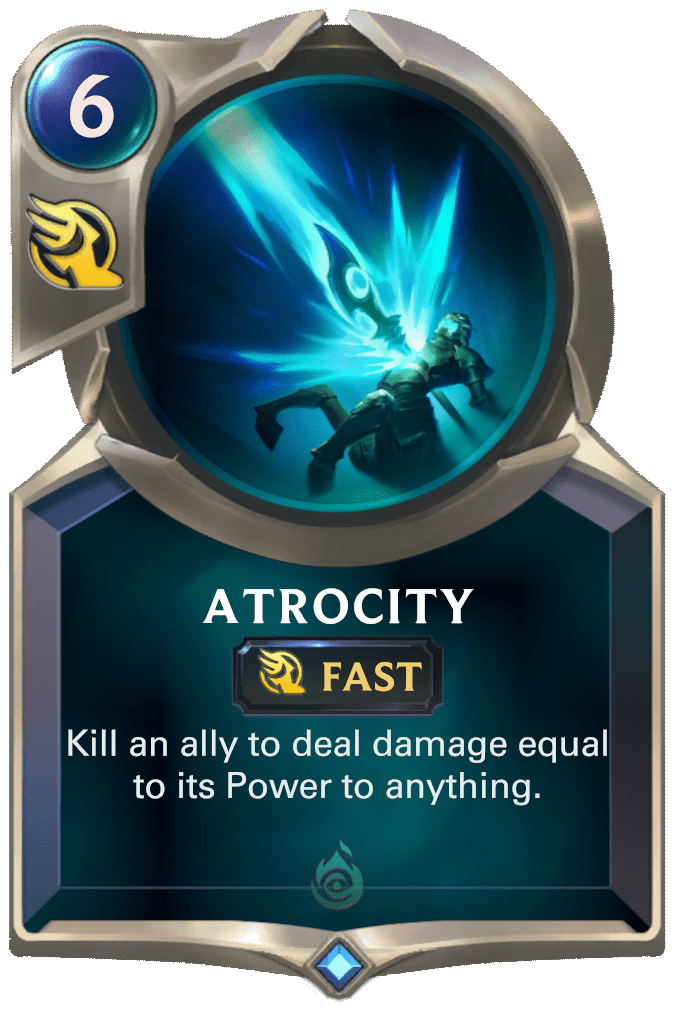 6
ATROCITY
FAST
Kill an ally to deal damage equal
to its Power to anything.